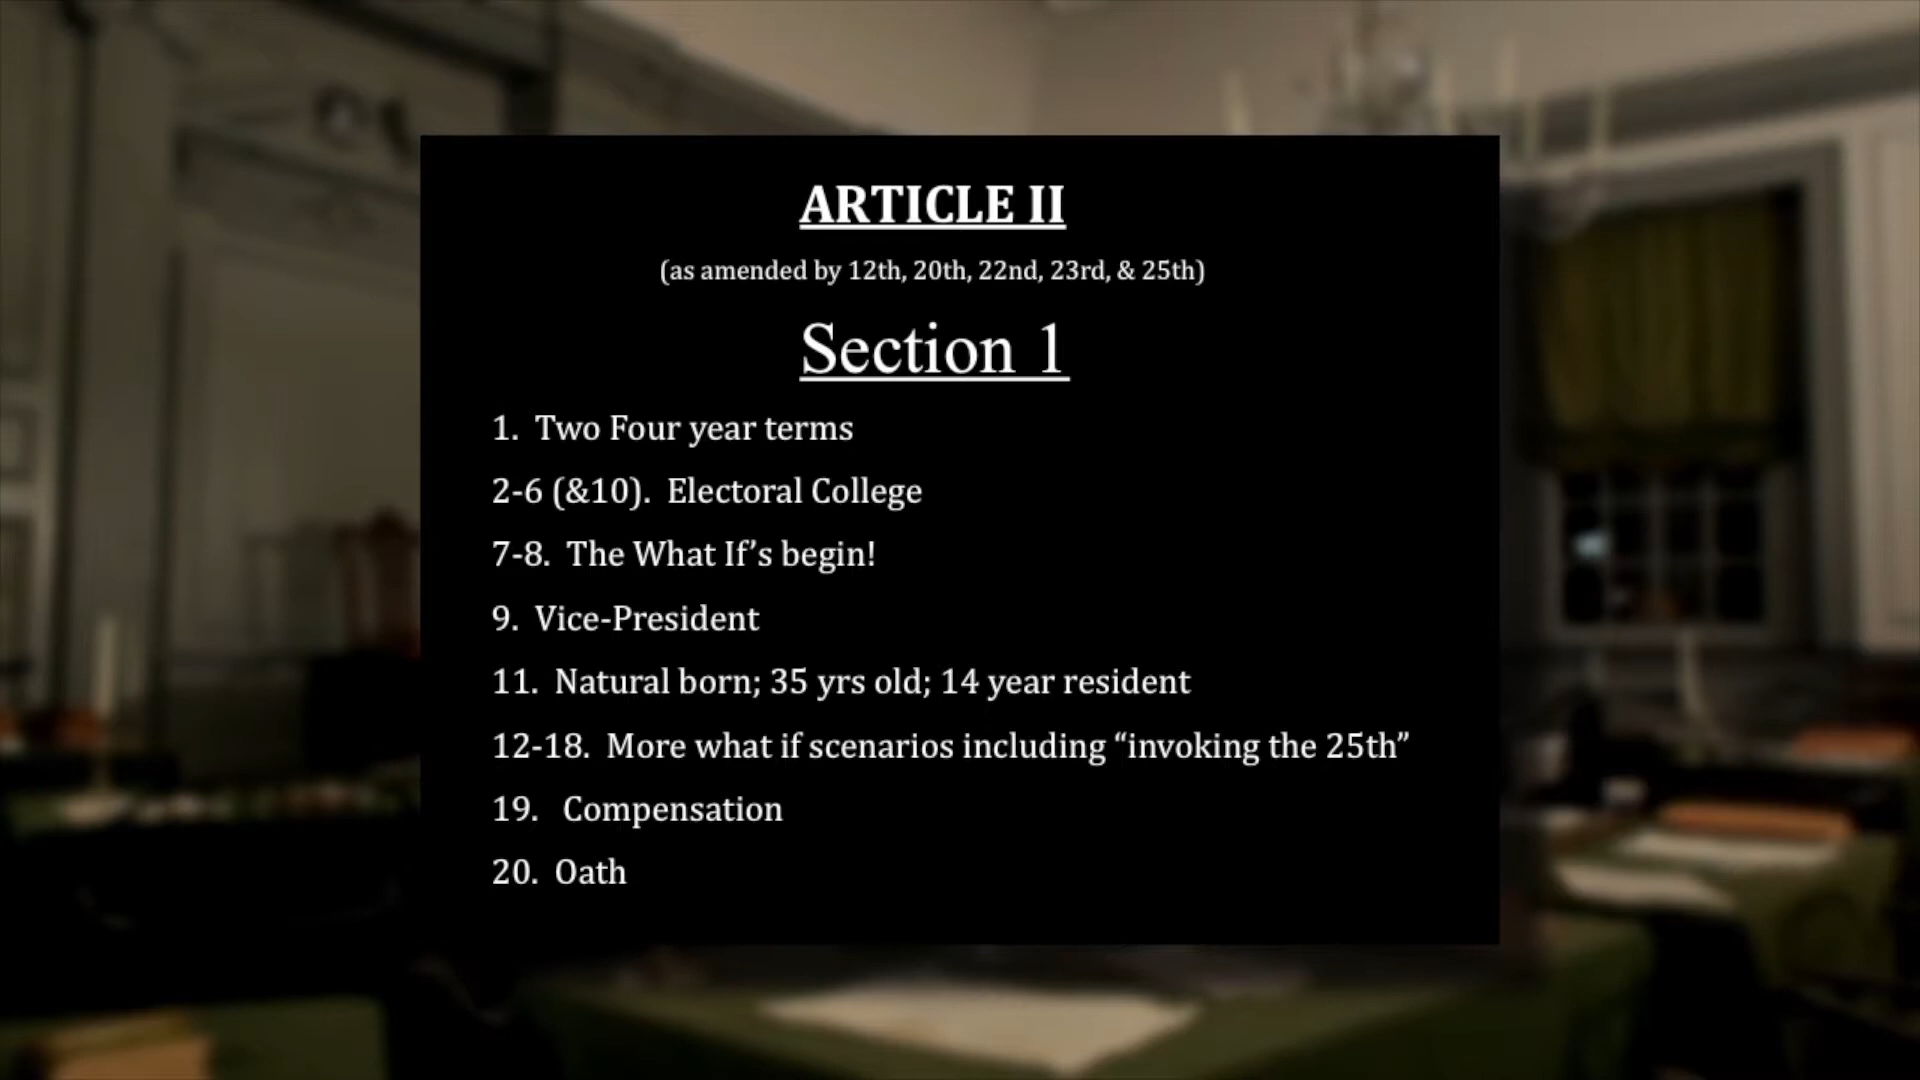 ARTICLE II
(as amended by 12th, 20th, 22nd, 23rd, & 25th)
Section 1
1. Two Four year terms
2-6 (&10). Electoral College
7-8. The What If’s begin!
9. Vice-President
11. Natural born; 35 yrs old; 14 year resident
12-18. More what if scenarios including “invoking the 25th”
19. Compensation
20. Oath